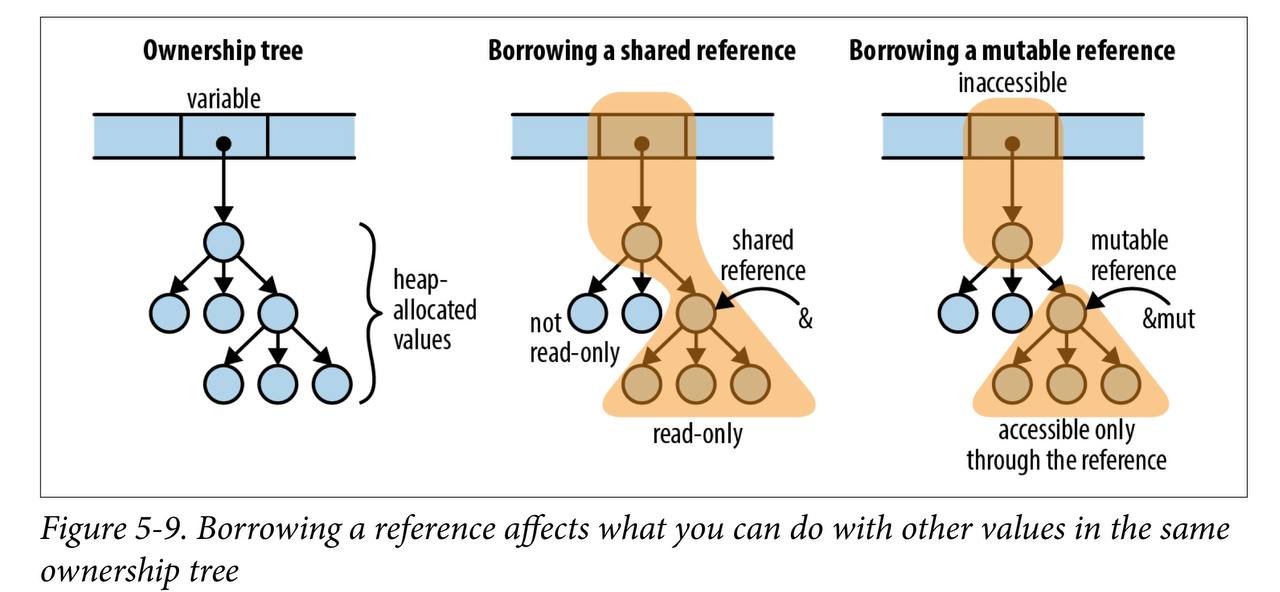 Ownership tree
variable
heap-
allocated
values
Borrowing a shared reference
shared
reference
&
not
read-only
read-only
Borrowing a mutable reference
inaccessible
mutable
reference
&mut
accessible only
through the reference
Figure 5-9. Borrowing a reference affects what you can do with other values in the same
ownership tree